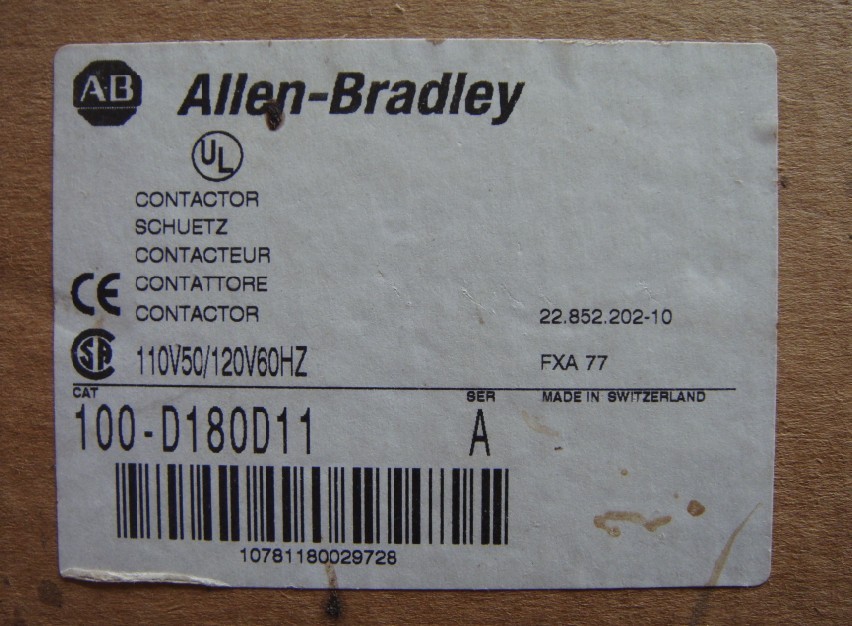 AB Allen-Bradley
UL
CONTACTOR
SCHUETZ
CONTACTEUR
CE CONTATTORE
CONTACTOR 22.852.202-10
SA 110V50/120V60HZ FXA 77
CAT SER MADE IN SWITZERLAND
100-D180D11 A
10781180029728